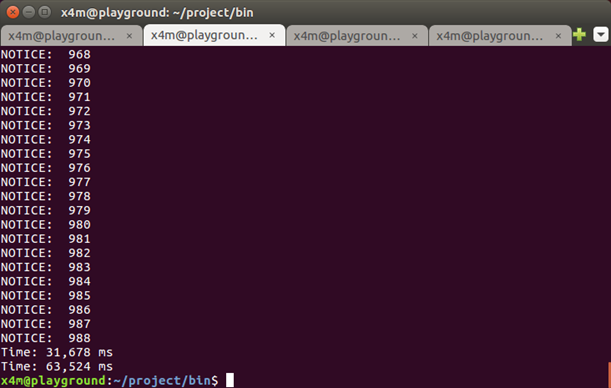 x4m@playground: ~/project/bin
x4m@playgroun... × x4m@playgroun... × x4m@playgroun... × x4m@playgroun... ×
NOTICE:  968
NOTICE:  969
NOTICE:  970
NOTICE:  971
NOTICE:  972
NOTICE:  973
NOTICE:  974
NOTICE:  975
NOTICE:  976
NOTICE:  977
NOTICE:  978
NOTICE:  979
NOTICE:  980
NOTICE:  981
NOTICE:  982
NOTICE:  983
NOTICE:  984
NOTICE:  985
NOTICE:  986
NOTICE:  987
NOTICE:  988
Time: 31,678 ms
Time: 63,524 ms
x4m@playground:~/project/bin$